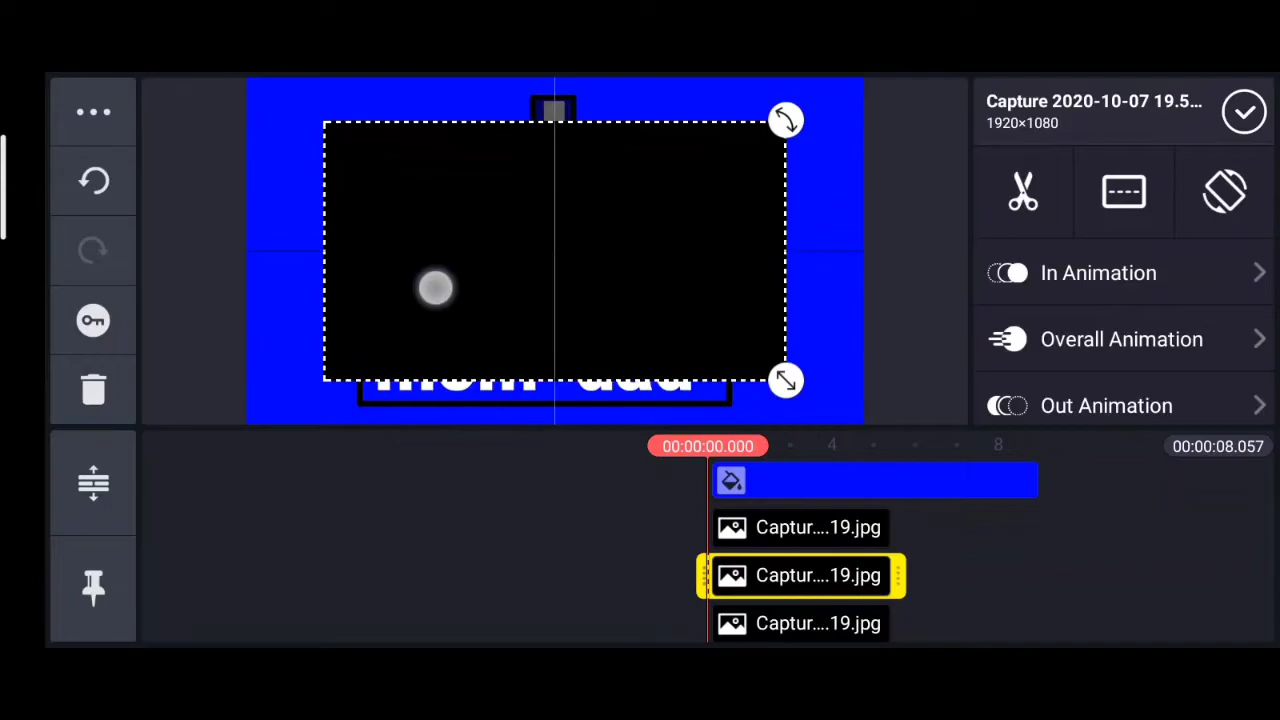 Capture 2020-10-07 19.5...
1920×1080
In Animation
Overall Animation
Out Animation
00:00:00.000
4
8
00:00:08.057
Captur....19.jpg
Captur....19.jpg
Captur....19.jpg